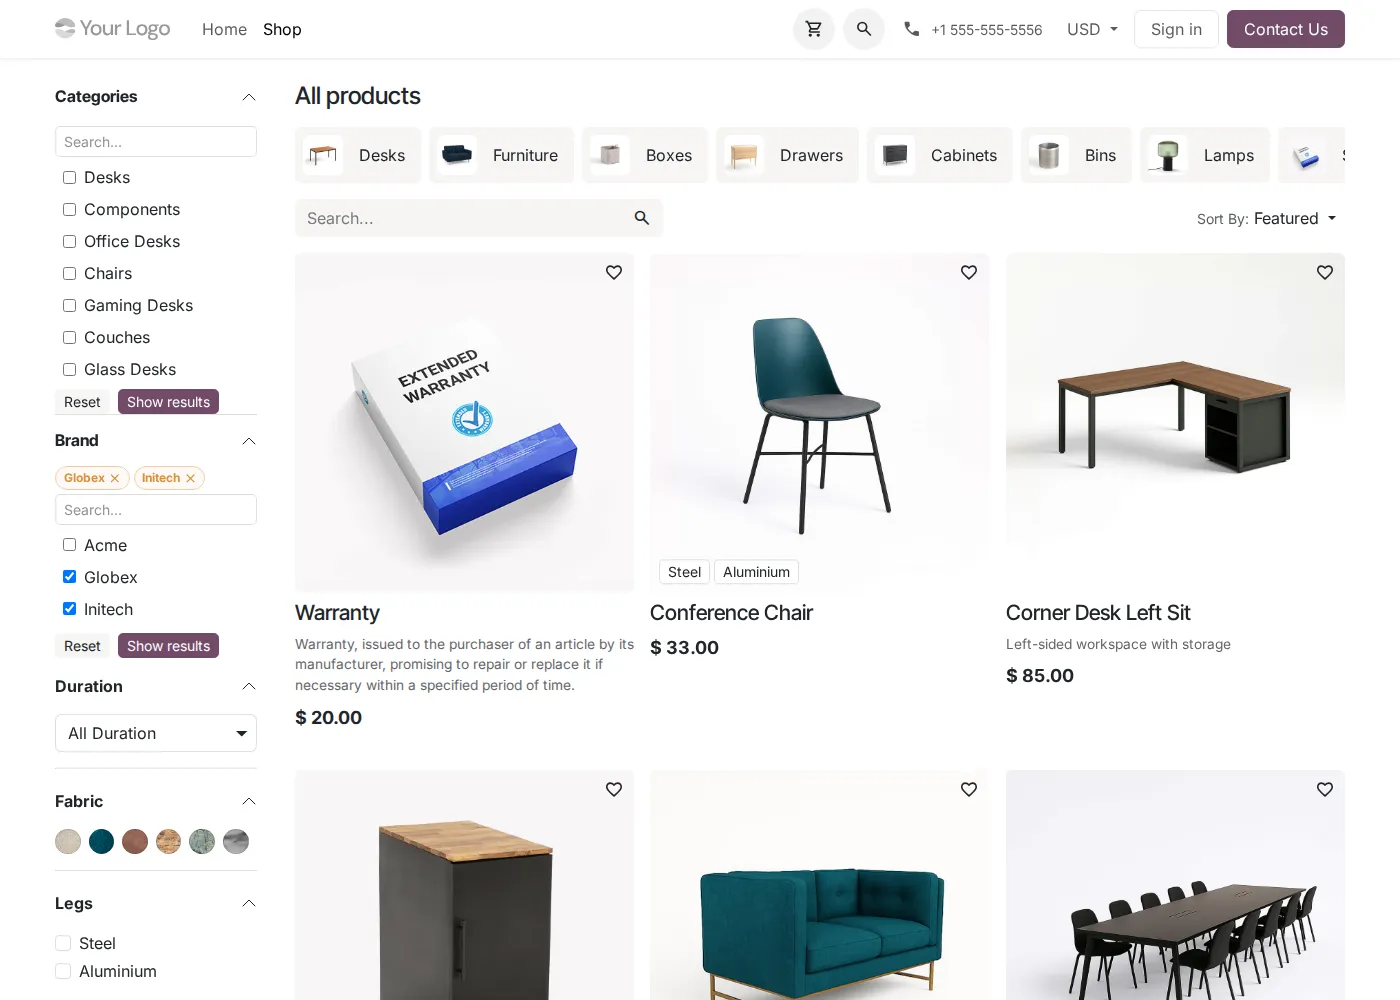 Your Logo
Home
Shop
+1 555-555-5556
USD
Sign in
Contact Us
Categories
Search...
Desks
Components
Office Desks
Chairs
Gaming Desks
Couches
Glass Desks
Reset
Show results
Brand
Globex
Initech
Search...
Acme
Globex
Initech
Reset
Show results
Duration
All Duration
Fabric
Legs
Steel
Aluminium
All products
Desks
Furniture
Boxes
Drawers
Cabinets
Bins
Lamps
Search...
Sort By: Featured
EXTENDED
WARRANTY
Warranty
Warranty, issued to the purchaser of an article by its
manufacturer, promising to repair or replace it if
necessary within a specified period of time.
$ 20.00
Steel
Aluminium
Conference Chair
$ 33.00
Corner Desk Left Sit
Left-sided workspace with storage
$ 85.00